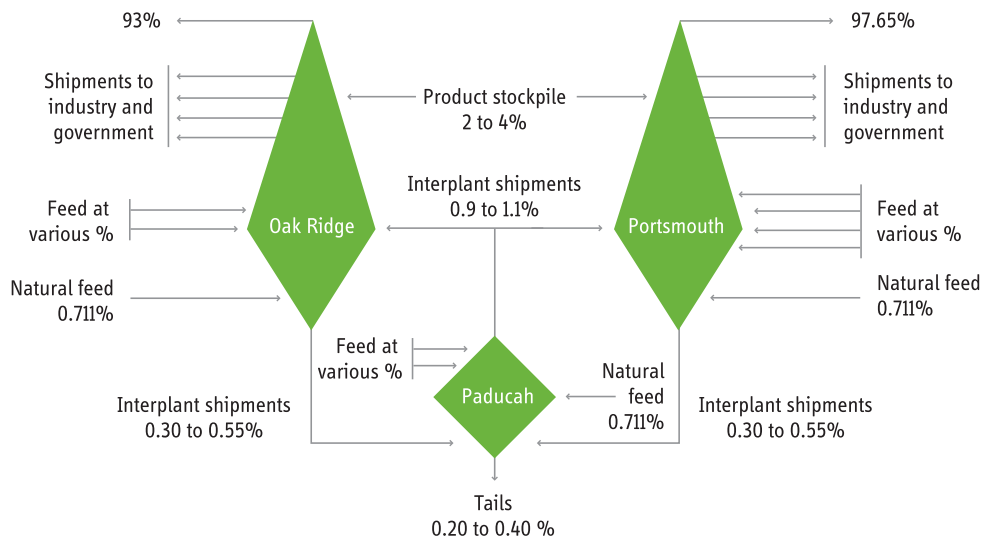 93%
97.65%
Shipments to
industry and
government
Product stockpile
2 to 4%
Shipments to
industry and
government
Interplant shipments
0.9 to 1.1%
Feed at
various %
Oak Ridge
Portsmouth
Feed at
various %
Natural feed
0.711%
Natural feed
0.711%
Feed at
various %
Paducah
Natural
feed
0.711%
Interplant shipments
0.30 to 0.55%
Interplant shipments
0.30 to 0.55%
Tails
0.20 to 0.40 %